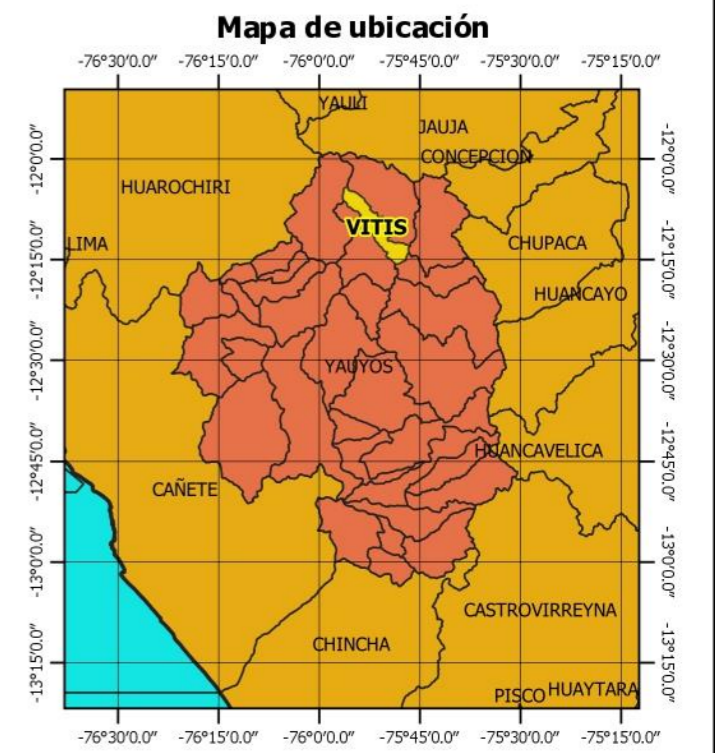 Mapa de ubicación
-76°30'0.0" -76°15'0.0" -76°0'0.0" -75°45'0.0" -75°30'0.0" -75°15'0.0"
-12°0'0.0"
-12°15'0.0"
-12°30'0.0"
-12°45'0.0"
-13°0'0.0"
-13°15'0.0"
YAULI
JAUJA
CONCEPCION
HUAROCHIRI
VITIS
LIMA
CHUPACA
HUANCAYO
YAUYOS
HUANCAVELICA
CAÑETE
CASTROVIRREYNA
CHINCHA
PISCO HUAYTARA
-12°0'0.0"
-12°15'0.0"
-12°30'0.0"
-12°45'0.0"
-13°0'0.0"
-13°15'0.0"
-76°30'0.0" -76°15'0.0" -76°0'0.0" -75°45'0.0" -75°30'0.0" -75°15'0.0"